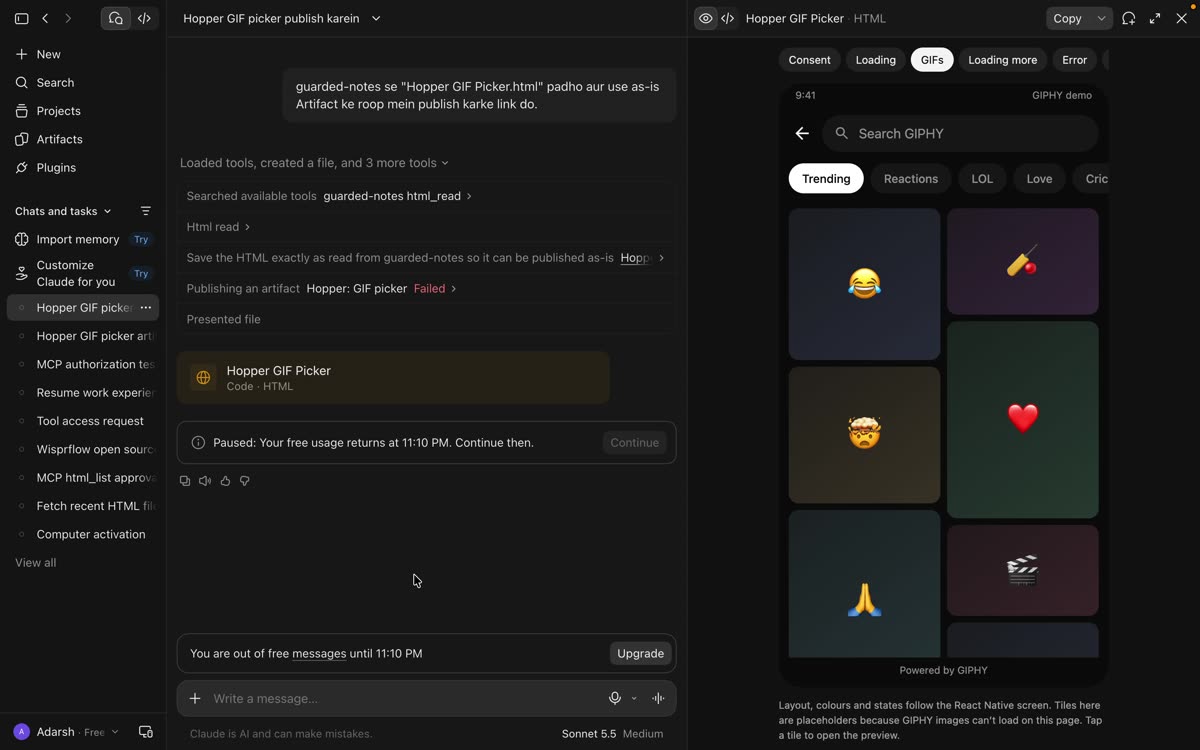 Hopper GIF picker publish karein
Hopper GIF Picker · HTML
Copy
New
Search
Projects
Artifacts
Plugins
Chats and tasks
Import memory Try
Customize
Claude for you Try
Hopper GIF picker
Hopper GIF picker arti
MCP authorization tes
Resume work experien
Tool access request
Wisprflow open sourc
MCP html_list approva
Fetch recent HTML file
Computer activation
View all
A Adarsh · Free
guarded-notes se "Hopper GIF Picker.html" padho aur use as-is
Artifact ke roop mein publish karke link do.
Loaded tools, created a file, and 3 more tools
Searched available tools guarded-notes html_read
Html read
Save the HTML exactly as read from guarded-notes so it can be published as-is Hopp
Publishing an artifact Hopper: GIF picker Failed
Presented file
Hopper GIF Picker
Code · HTML
Paused: Your free usage returns at 11:10 PM. Continue then. Continue
You are out of free messages until 11:10 PM Upgrade
Write a message...
Claude is AI and can make mistakes. Sonnet 5.5 Medium
Consent Loading GIFs Loading more Error
9:41 GIPHY demo
Search GIPHY
Trending Reactions LOL Love Cric
Powered by GIPHY
Layout, colours and states follow the React Native screen. Tiles here
are placeholders because GIPHY images can't load on this page. Tap
a tile to open the preview.